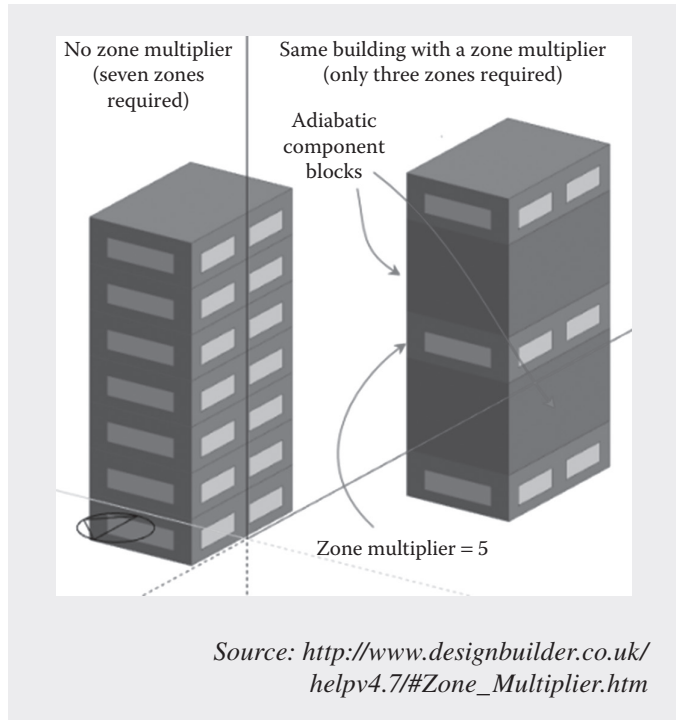 No zone multiplier
(seven zones
required)
Same building with a zone multiplier
(only three zones required)
Adiabatic
component
blocks
Zone multiplier = 5
Source: http://www.designbuilder.co.uk/
helpv4.7/#Zone_Multiplier.htm